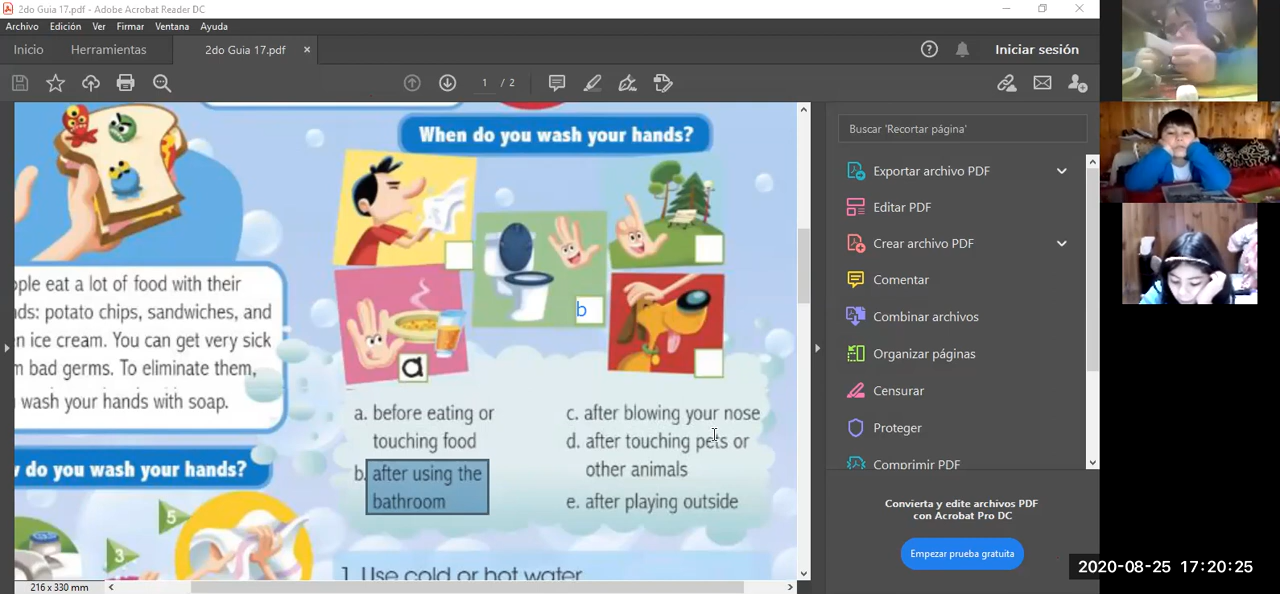 2do Guia 17.pdf - Adobe Acrobat Reader DC
Archivo Edición Ver Firmar Ventana Ayuda
Inicio Herramientas 2do Guia 17.pdf × Iniciar sesión
1 / 2
Buscar 'Recortar página'
Exportar archivo PDF
Editar PDF
Crear archivo PDF
Comentar
Combinar archivos
Organizar páginas
Censurar
Proteger
Comprimir PDF
Convierta y edite archivos PDF
con Acrobat Pro DC
Empezar prueba gratuita
When do you wash your hands?
b
a
ple eat a lot of food with their
ds: potato chips, sandwiches, and
n ice cream. You can get very sick
m bad germs. To eliminate them,
wash your hands with soap.
a. before eating or
touching food
b. after using the
bathroom
c. after blowing your nose
d. after touching pets or
other animals
e. after playing outside
do you wash your hands?
5
3
1. Use cold or hot water
216 x 330 mm
2020-08-25 17:20:25